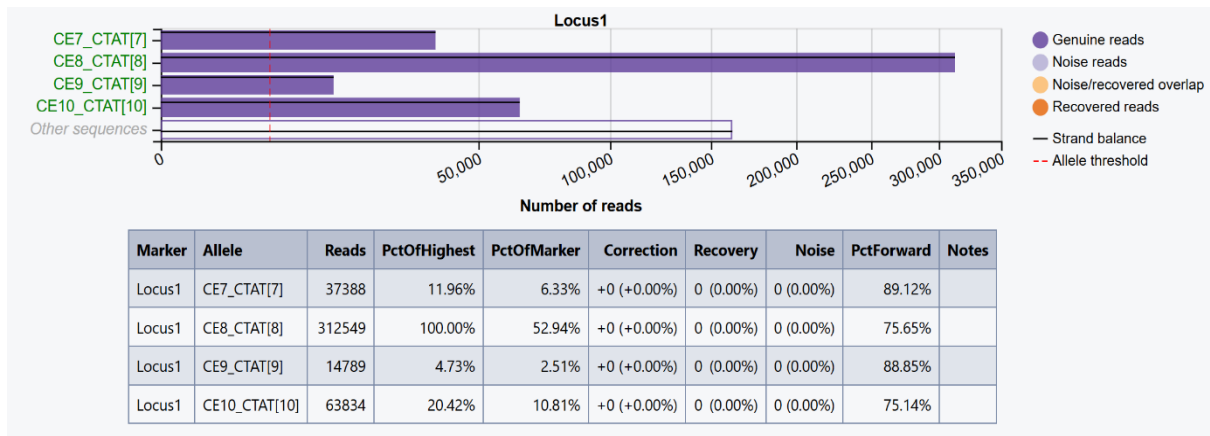 Locus1
CE7_CTAT[7]
CE8_CTAT[8]
CE9_CTAT[9]
CE10_CTAT[10]
Other sequences
0 50,000 100,000 150,000 200,000 250,000 300,000 350,000
Number of reads
Genuine reads
Noise reads
Noise/recovered overlap
Recovered reads
Strand balance
Allele threshold
Marker Allele Reads PctOfHighest PctOfMarker Correction Recovery Noise PctForward Notes
Locus1 CE7_CTAT[7] 37388 11.96% 6.33% +0 (+0.00%) 0 (0.00%) 0 (0.00%) 89.12%
Locus1 CE8_CTAT[8] 312549 100.00% 52.94% +0 (+0.00%) 0 (0.00%) 0 (0.00%) 75.65%
Locus1 CE9_CTAT[9] 14789 4.73% 2.51% +0 (+0.00%) 0 (0.00%) 0 (0.00%) 88.85%
Locus1 CE10_CTAT[10] 63834 20.42% 10.81% +0 (+0.00%) 0 (0.00%) 0 (0.00%) 75.14%